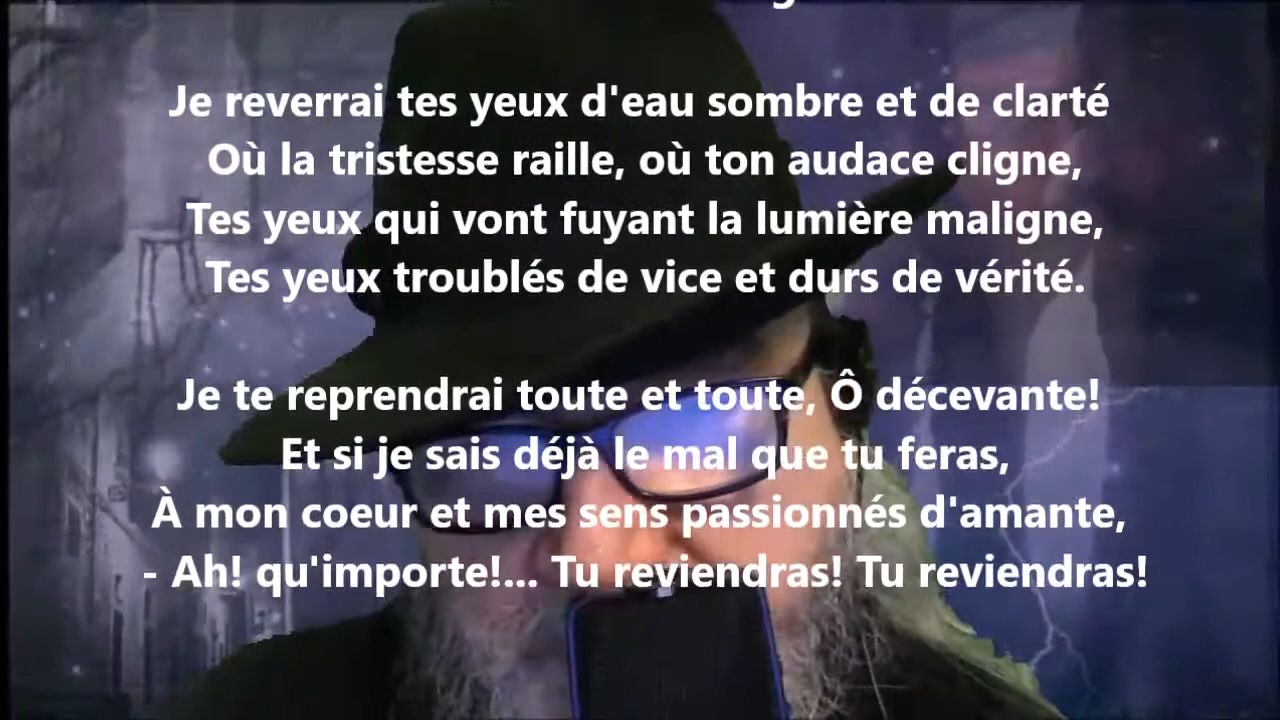 Je reverrai tes yeux d'eau sombre et de clarté
Où la tristesse raille, où ton audace cligne,
Tes yeux qui vont fuyant la lumière maligne,
Tes yeux troublés de vice et durs de vérité.
Je te reprendrai toute et toute, Ô décevante!
Et si je sais déjà le mal que tu feras,
À mon coeur et mes sens passionnés d'amante,
- Ah! qu'importe!... Tu reviendras! Tu reviendras!